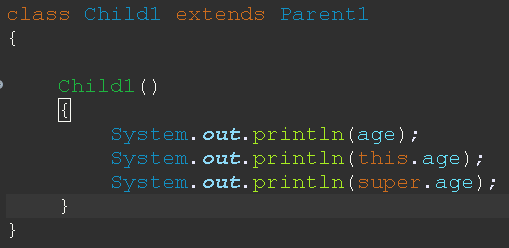 class Child1 extends Parent1
{
Child1()
{
System.out.println(age);
System.out.println(this.age);
System.out.println(super.age);
}
}